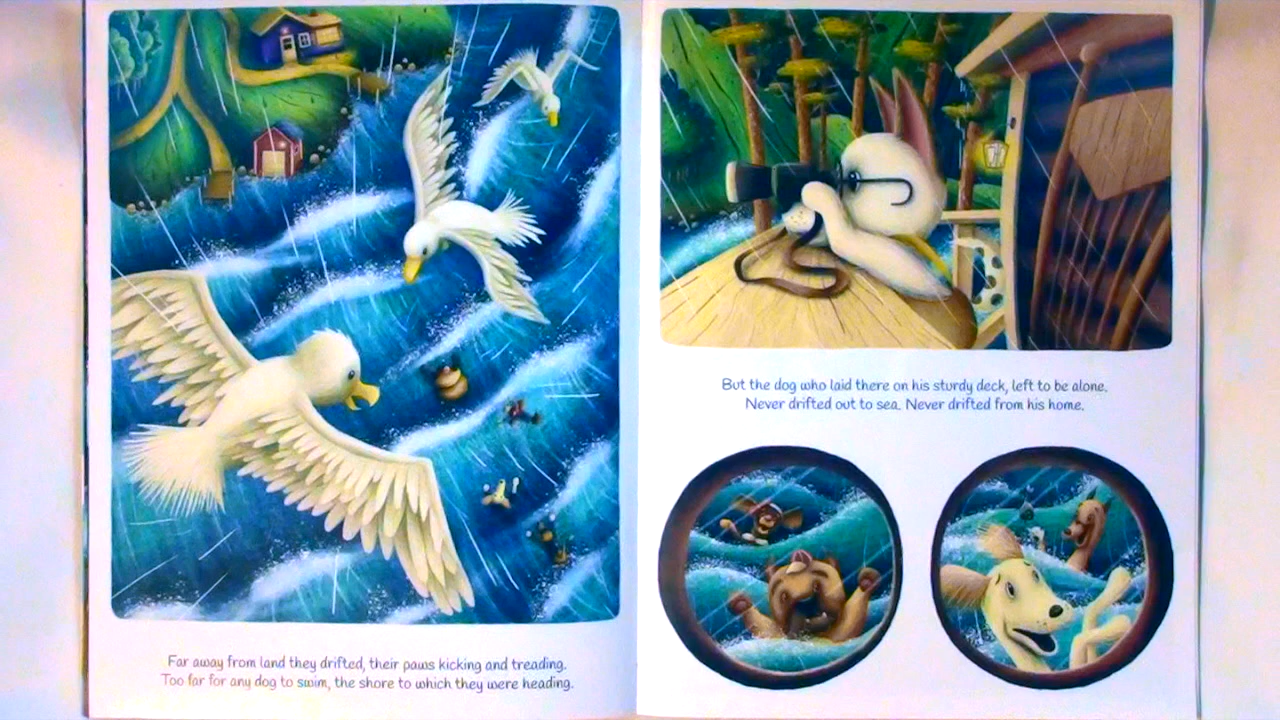 Far away from land they drifted, their paws kicking and treading.
Too far for any dog to swim, the shore to which they were heading.
But the dog who laid there on his sturdy deck, left to be alone.
Never drifted out to sea. Never drifted from his home.